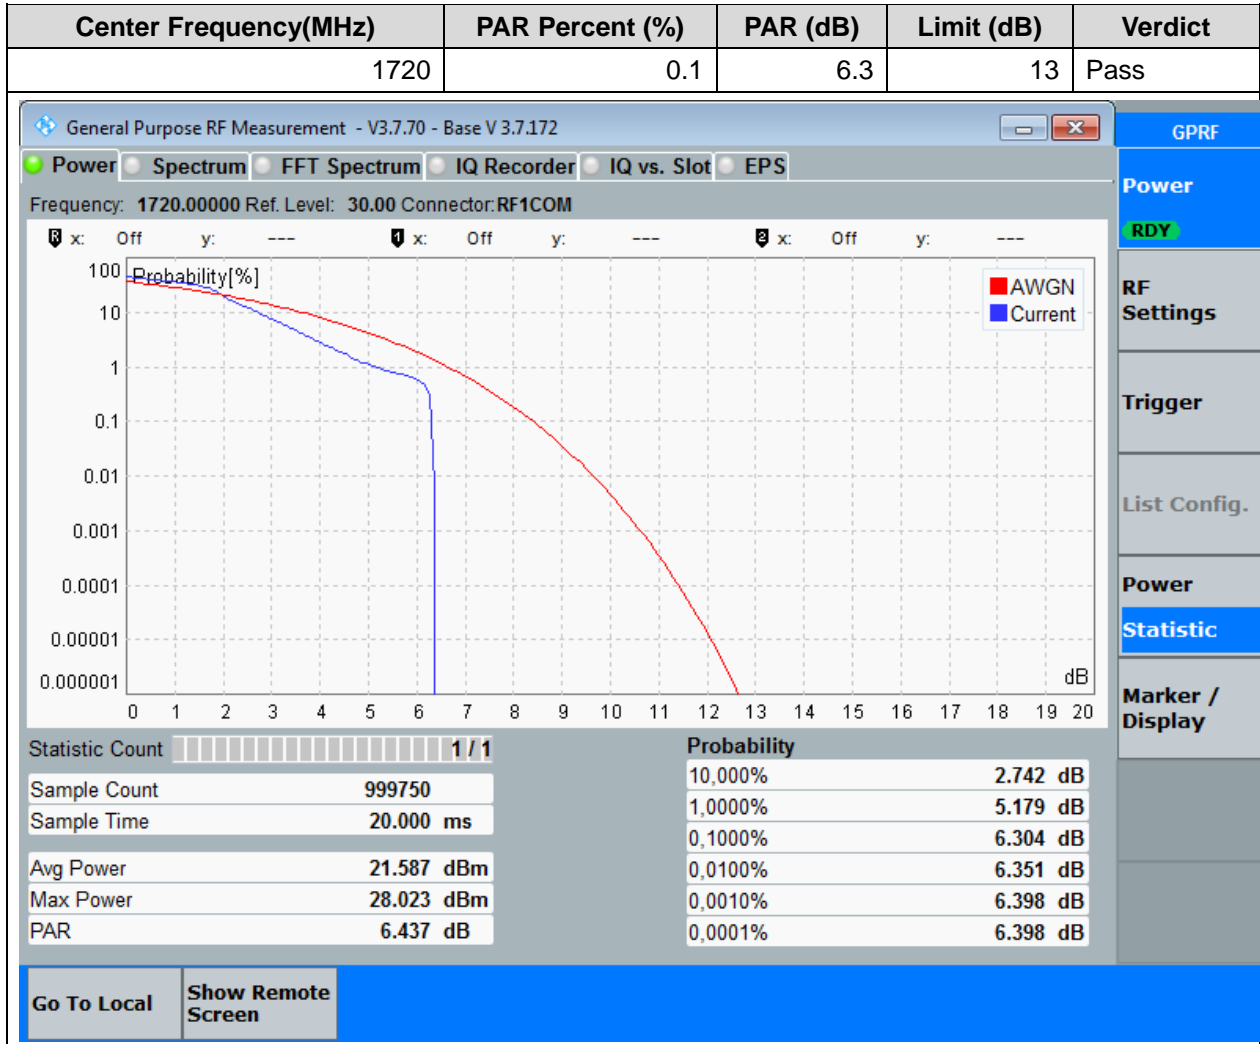 Center Frequency(MHz) PAR Percent (%) PAR (dB) Limit (dB) Verdict
1720 0.1 6.3 13 Pass
General Purpose RF Measurement - V3.7.70 - Base V 3.7.172
GPRF
Power Spectrum FFT Spectrum IQ Recorder IQ vs. Slot EPS
Power
RDY
Frequency: 1720.00000 Ref. Level: 30.00 Connector: RF1COM
R x: Off y: --- 1 x: Off y: --- 2 x: Off y: ---
Probability[%]
AWGN
Current
100
10
1
0.1
0.01
0.001
0.0001
0.00001
0.000001
dB
0 1 2 3 4 5 6 7 8 9 10 11 12 13 14 15 16 17 18 19 20
RF
Settings
Trigger
List Config.
Power
Statistic
Marker /
Display
Statistic Count 1 / 1
Sample Count 999750
Sample Time 20.000 ms
Avg Power 21.587 dBm
Max Power 28.023 dBm
PAR 6.437 dB
Probability
10,000% 2.742 dB
1,0000% 5.179 dB
0,1000% 6.304 dB
0,0100% 6.351 dB
0,0010% 6.398 dB
0,0001% 6.398 dB
Go To Local
Show Remote
Screen